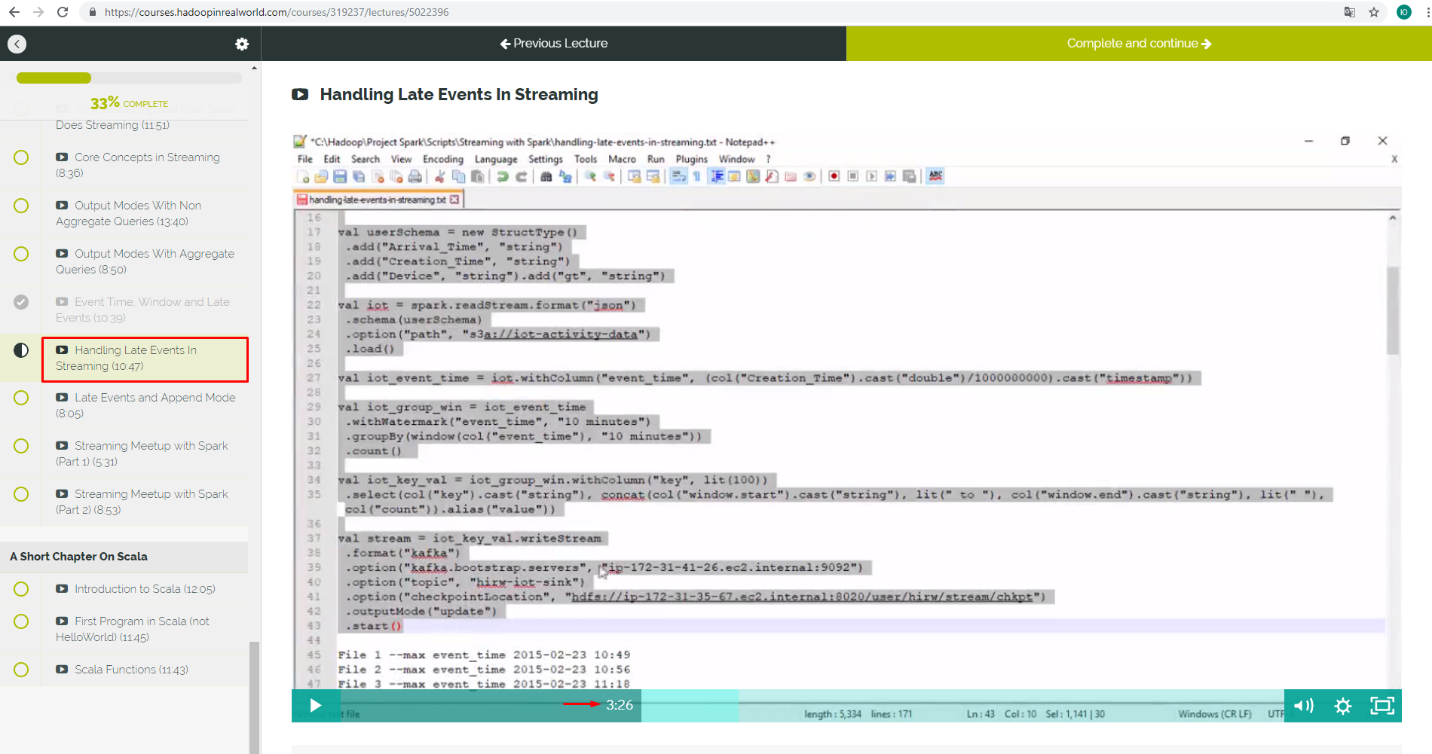 https://courses.hadoopinrealworld.com/courses/319237/lectures/5022396
IO
Previous Lecture
Complete and continue
33% COMPLETE
Does Streaming (11:51)
Core Concepts in Streaming
(8:36)
Output Modes With Non
Aggregate Queries (13:40)
Output Modes With Aggregate
Queries (8:50)
Event Time, Window and Late
Events (10:39)
Handling Late Events In
Streaming (10:47)
Late Events and Append Mode
(8:05)
Streaming Meetup with Spark
(Part 1) (5:31)
Streaming Meetup with Spark
(Part 2) (8:53)
A Short Chapter On Scala
Introduction to Scala (12:05)
First Program in Scala (not
HelloWorld) (11:45)
Scala Functions (11:43)
Handling Late Events In Streaming
*C:\Hadoop\Project Spark\Scripts\Streaming with Spark\handling-late-events-in-streaming.txt - Notepad++
File Edit Search View Encoding Language Settings Tools Macro Run Plugins Window ?
X
ABC
handling-late-events-in-streaming.txt
16
17 val userSchema = new StructType()
18 .add("Arrival_Time", "string")
19 .add("Creation_Time", "string")
20 .add("Device", "string").add("gt", "string")
21
22 val iot = spark.readStream.format("json")
23 .schema(userSchema)
24 .option("path", "s3a://iot-activity-data")
25 .load()
26
27 val iot_event_time = iot.withColumn("event_time", (col("Creation_Time").cast("double")/1000000000).cast("timestamp"))
28
29 val iot_group_win = iot_event_time
30 .withWatermark("event_time", "10 minutes")
31 .groupBy(window(col("event_time"), "10 minutes"))
32 .count()
33
34 val iot_key_val = iot_group_win.withColumn("key", lit(100))
35 .select(col("key").cast("string"), concat(col("window.start").cast("string"), lit(" to "), col("window.end").cast("string"), lit(" "),
col("count")).alias("value"))
36
37 val stream = iot_key_val.writeStream
38 .format("kafka")
39 .option("kafka.bootstrap.servers", "ip-172-31-41-26.ec2.internal:9092")
40 .option("topic", "hirw-iot-sink")
41 .option("checkpointLocation", "hdfs://ip-172-31-35-67.ec2.internal:8020/user/hirw/stream/chkpt")
42 .outputMode("update")
43 .start()
44
45 File 1 --max event_time 2015-02-23 10:49
46 File 2 --max event_time 2015-02-23 10:56
47 File 3 --max event_time 2015-02-23 11:18
3:26
file length : 5,334 lines : 171 Ln : 43 Col : 10 Sel : 1,141 | 30 Windows (CR LF) UTF